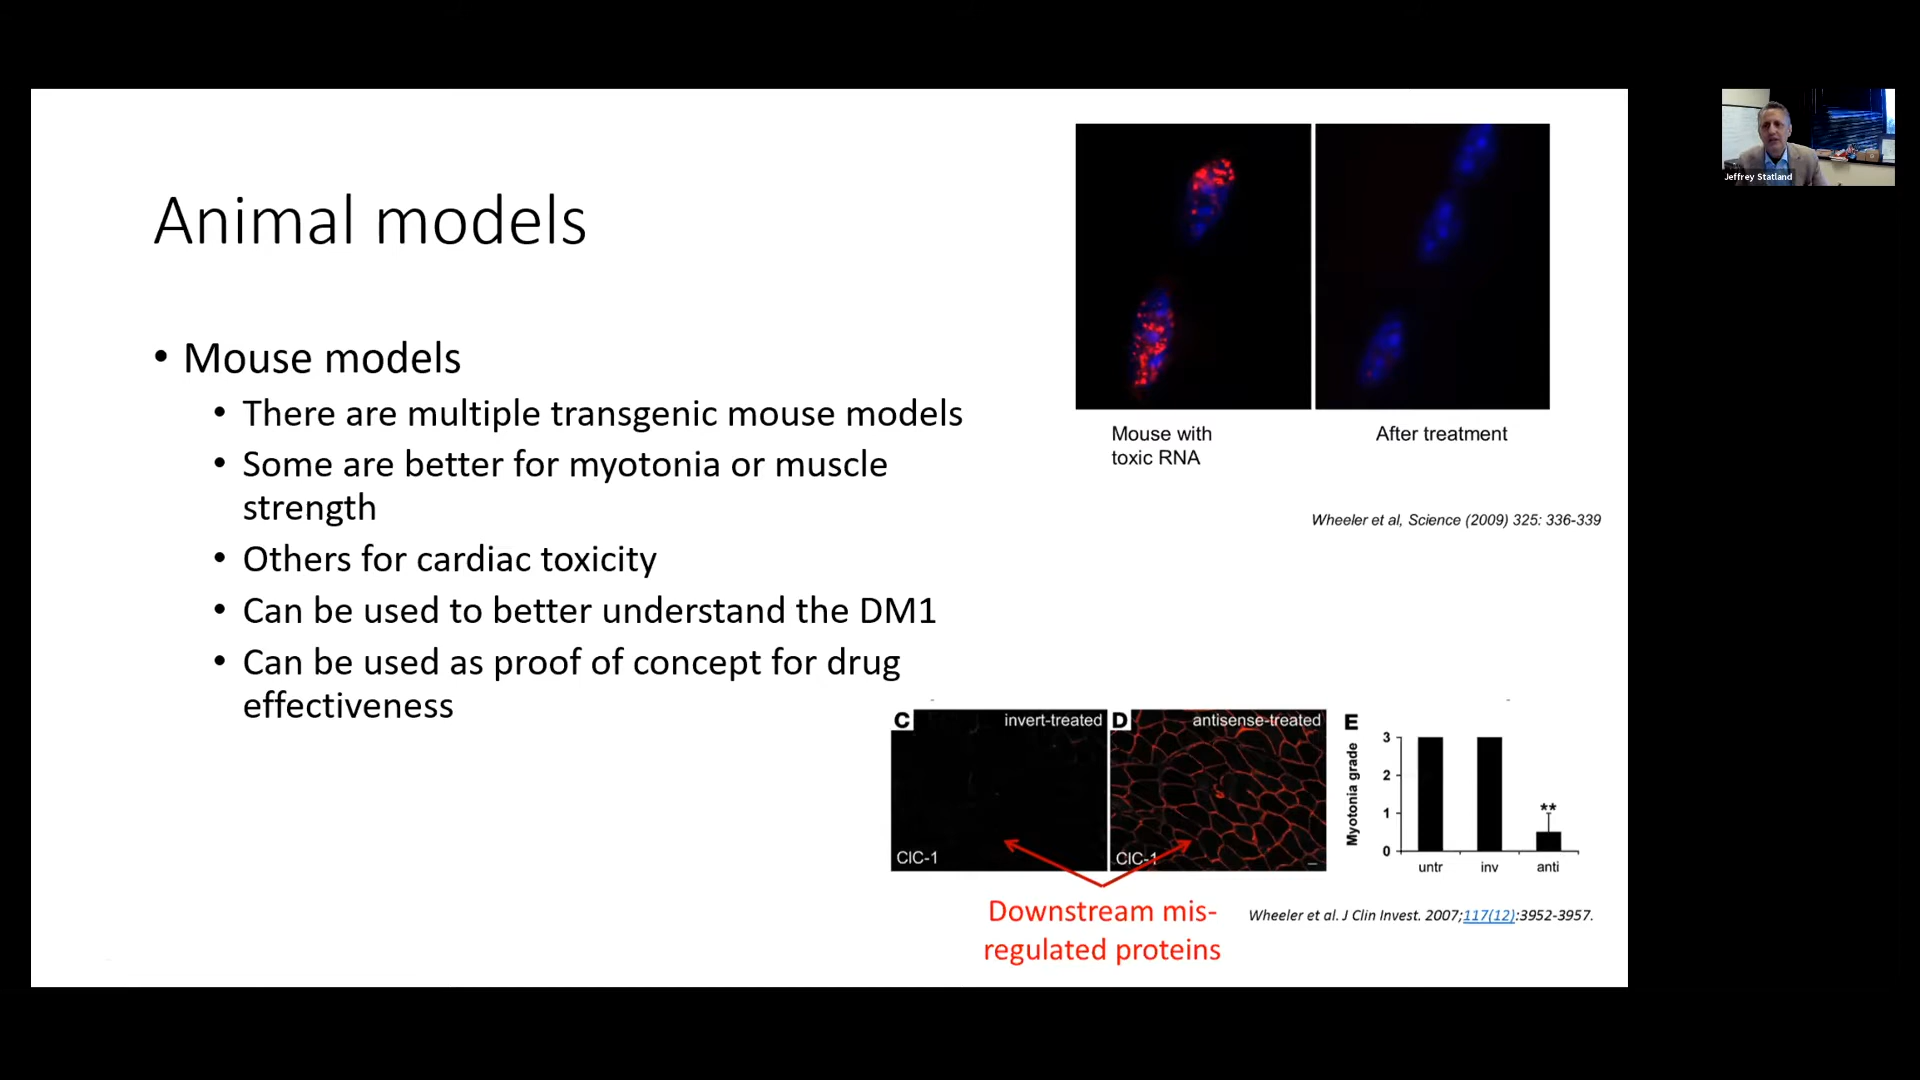 Animal models
• Mouse models
• There are multiple transgenic mouse models
• Some are better for myotonia or muscle
strength
• Others for cardiac toxicity
• Can be used to better understand the DM1
• Can be used as proof of concept for drug
effectiveness
Mouse with
toxic RNA
After treatment
Wheeler et al, Science (2009) 325: 336-339
C
invert-treated
ClC-1
D
antisense-treated
ClC-1
E
Myotonia grade
3
2
1
0
**
untr
inv
anti
Downstream mis-
regulated proteins
Wheeler et al. J Clin Invest. 2007;117(12):3952-3957.
Jeffrey Statland